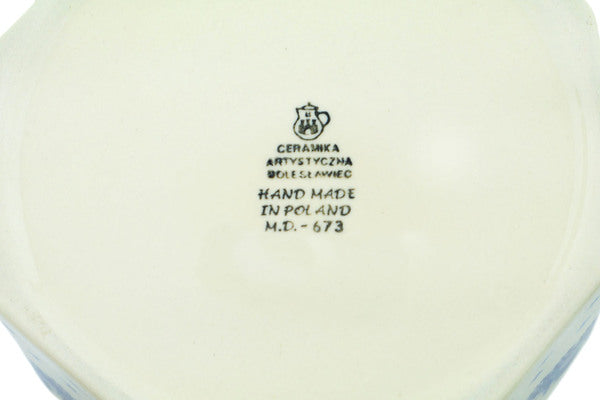 CERAMIKA
ARTYSTYCZNA
BOLESŁAWIEC
HAND MADE
IN POLAND
M.D. - 673